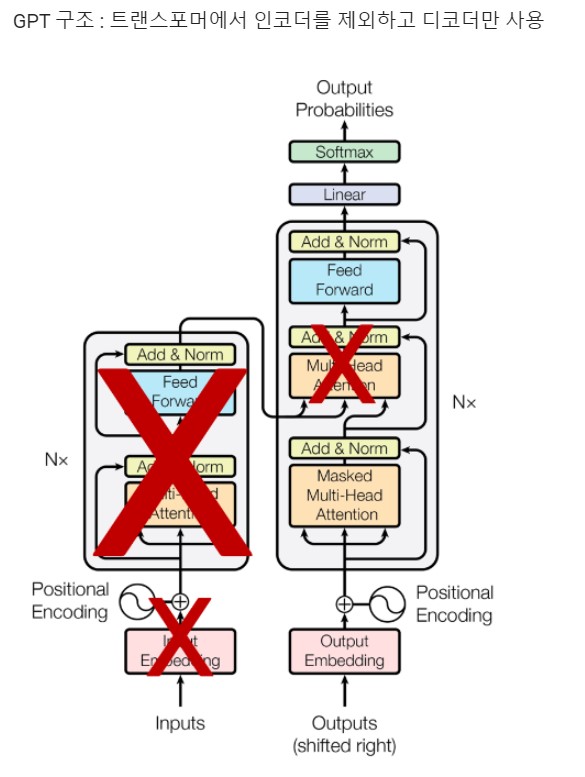 GPT 구조 : 트랜스포머에서 인코더를 제외하고 디코더만 사용
Output
Probabilities
Softmax
Linear
Add & Norm
Feed
Forward
Add & Norm
Multi-Head
Attention
Add & Norm
Masked
Multi-Head
Attention
Nx
Positional
Encoding
Output
Embedding
Outputs
(shifted right)
Add & Norm
Feed
Forward
Add & Norm
Multi-Head
Attention
Nx
Positional
Encoding
Input
Embedding
Inputs